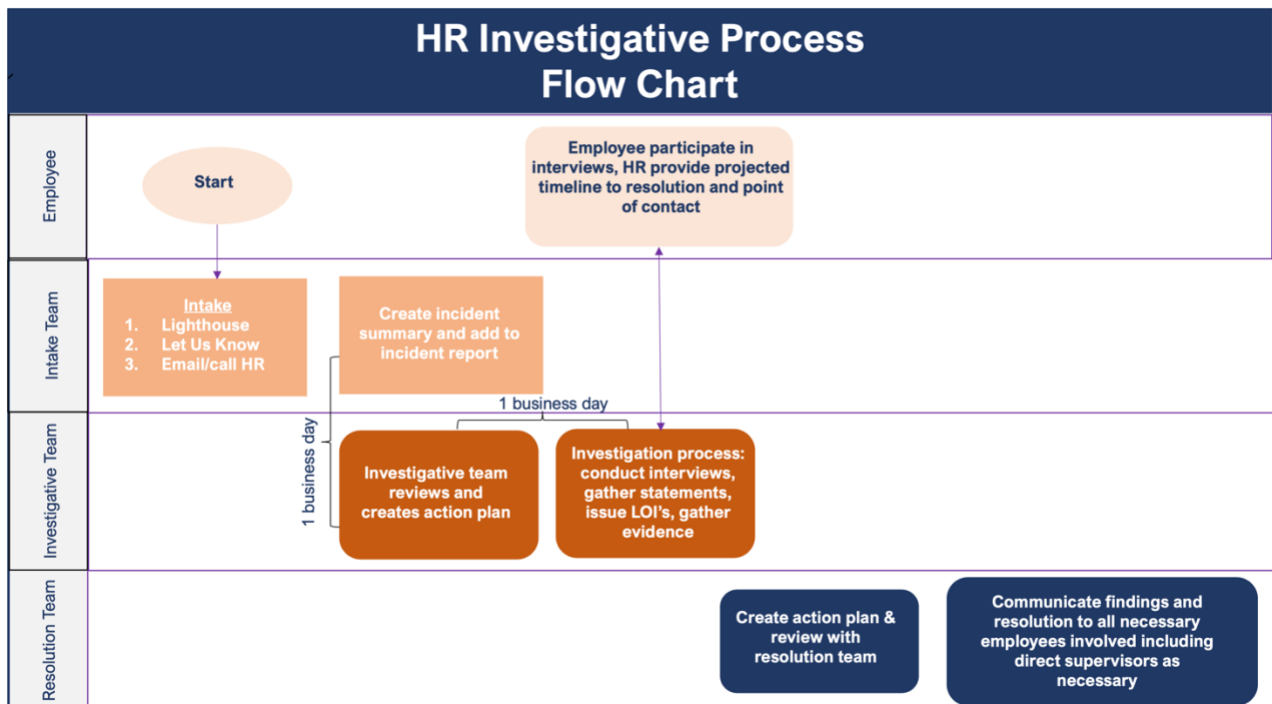 HR Investigative Process
Flow Chart
Employee
Start
Employee participate in
interviews, HR provide projected
timeline to resolution and point
of contact
Intake Team
Intake
1. Lighthouse
2. Let Us Know
3. Email/call HR
Create incident
summary and add to
incident report
1 business day
1 business day
Investigative Team
Investigative team
reviews and
creates action plan
Investigation process:
conduct interviews,
gather statements,
issue LOI's, gather
evidence
Resolution Team
Create action plan &
review with
resolution team
Communicate findings and
resolution to all necessary
employees involved including
direct supervisors as
necessary